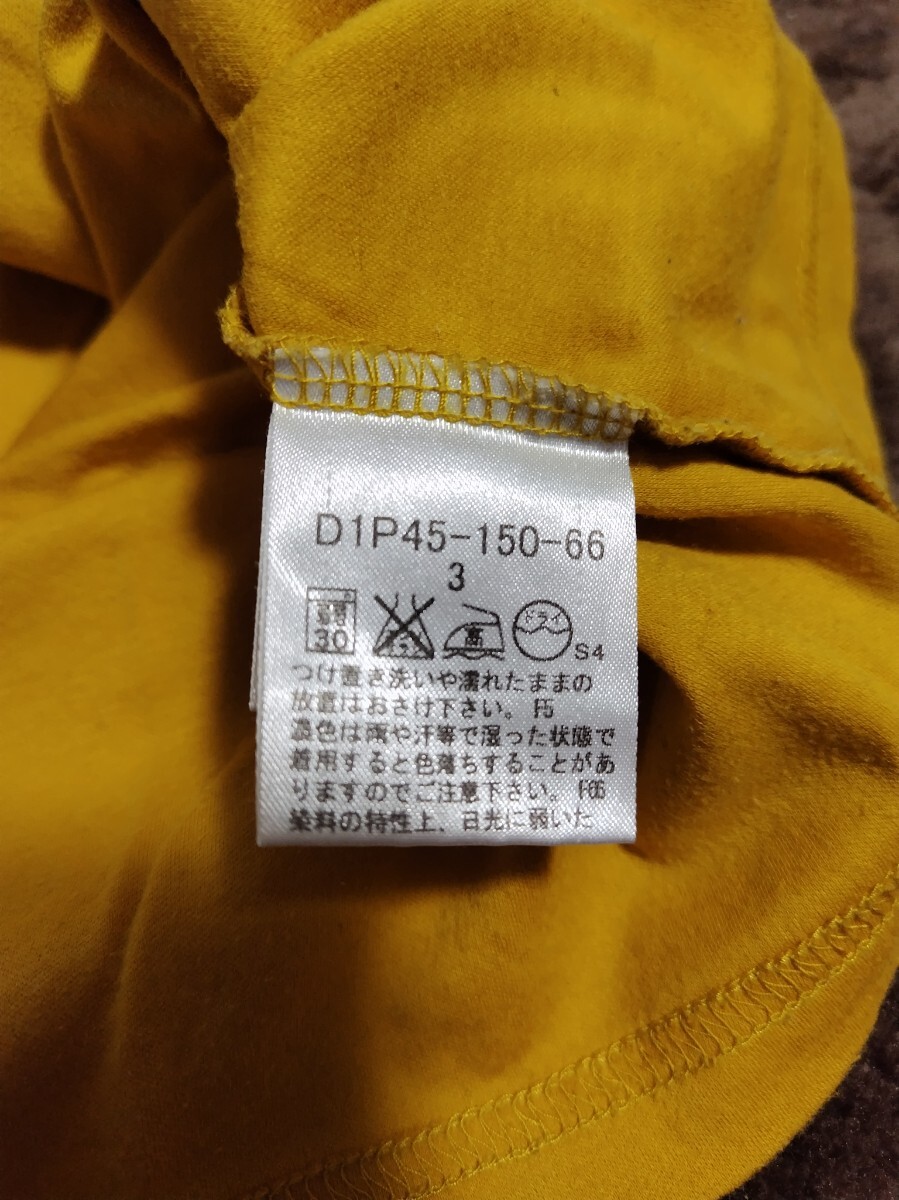 D1P45-150-66
3
30
高
ドライ
S4
つけ置き洗いや濡れたままの
放置はおさけ下さい。 F5
濃色は雨や汗等で湿った状態で
着用すると色落ちすることがあ
りますのでご注意下さい。 F06
染料の特性上、日光に弱いた